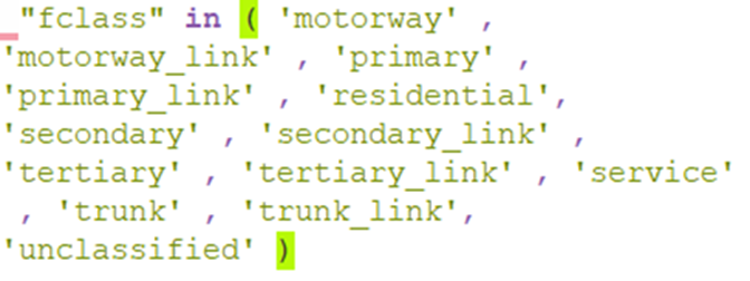 "fclass" in ( 'motorway' ,
'motorway_link' , 'primary' ,
'primary_link' , 'residential',
'secondary' , 'secondary_link' ,
'tertiary' , 'tertiary_link' , 'service'
, 'trunk' , 'trunk_link',
'unclassified' )